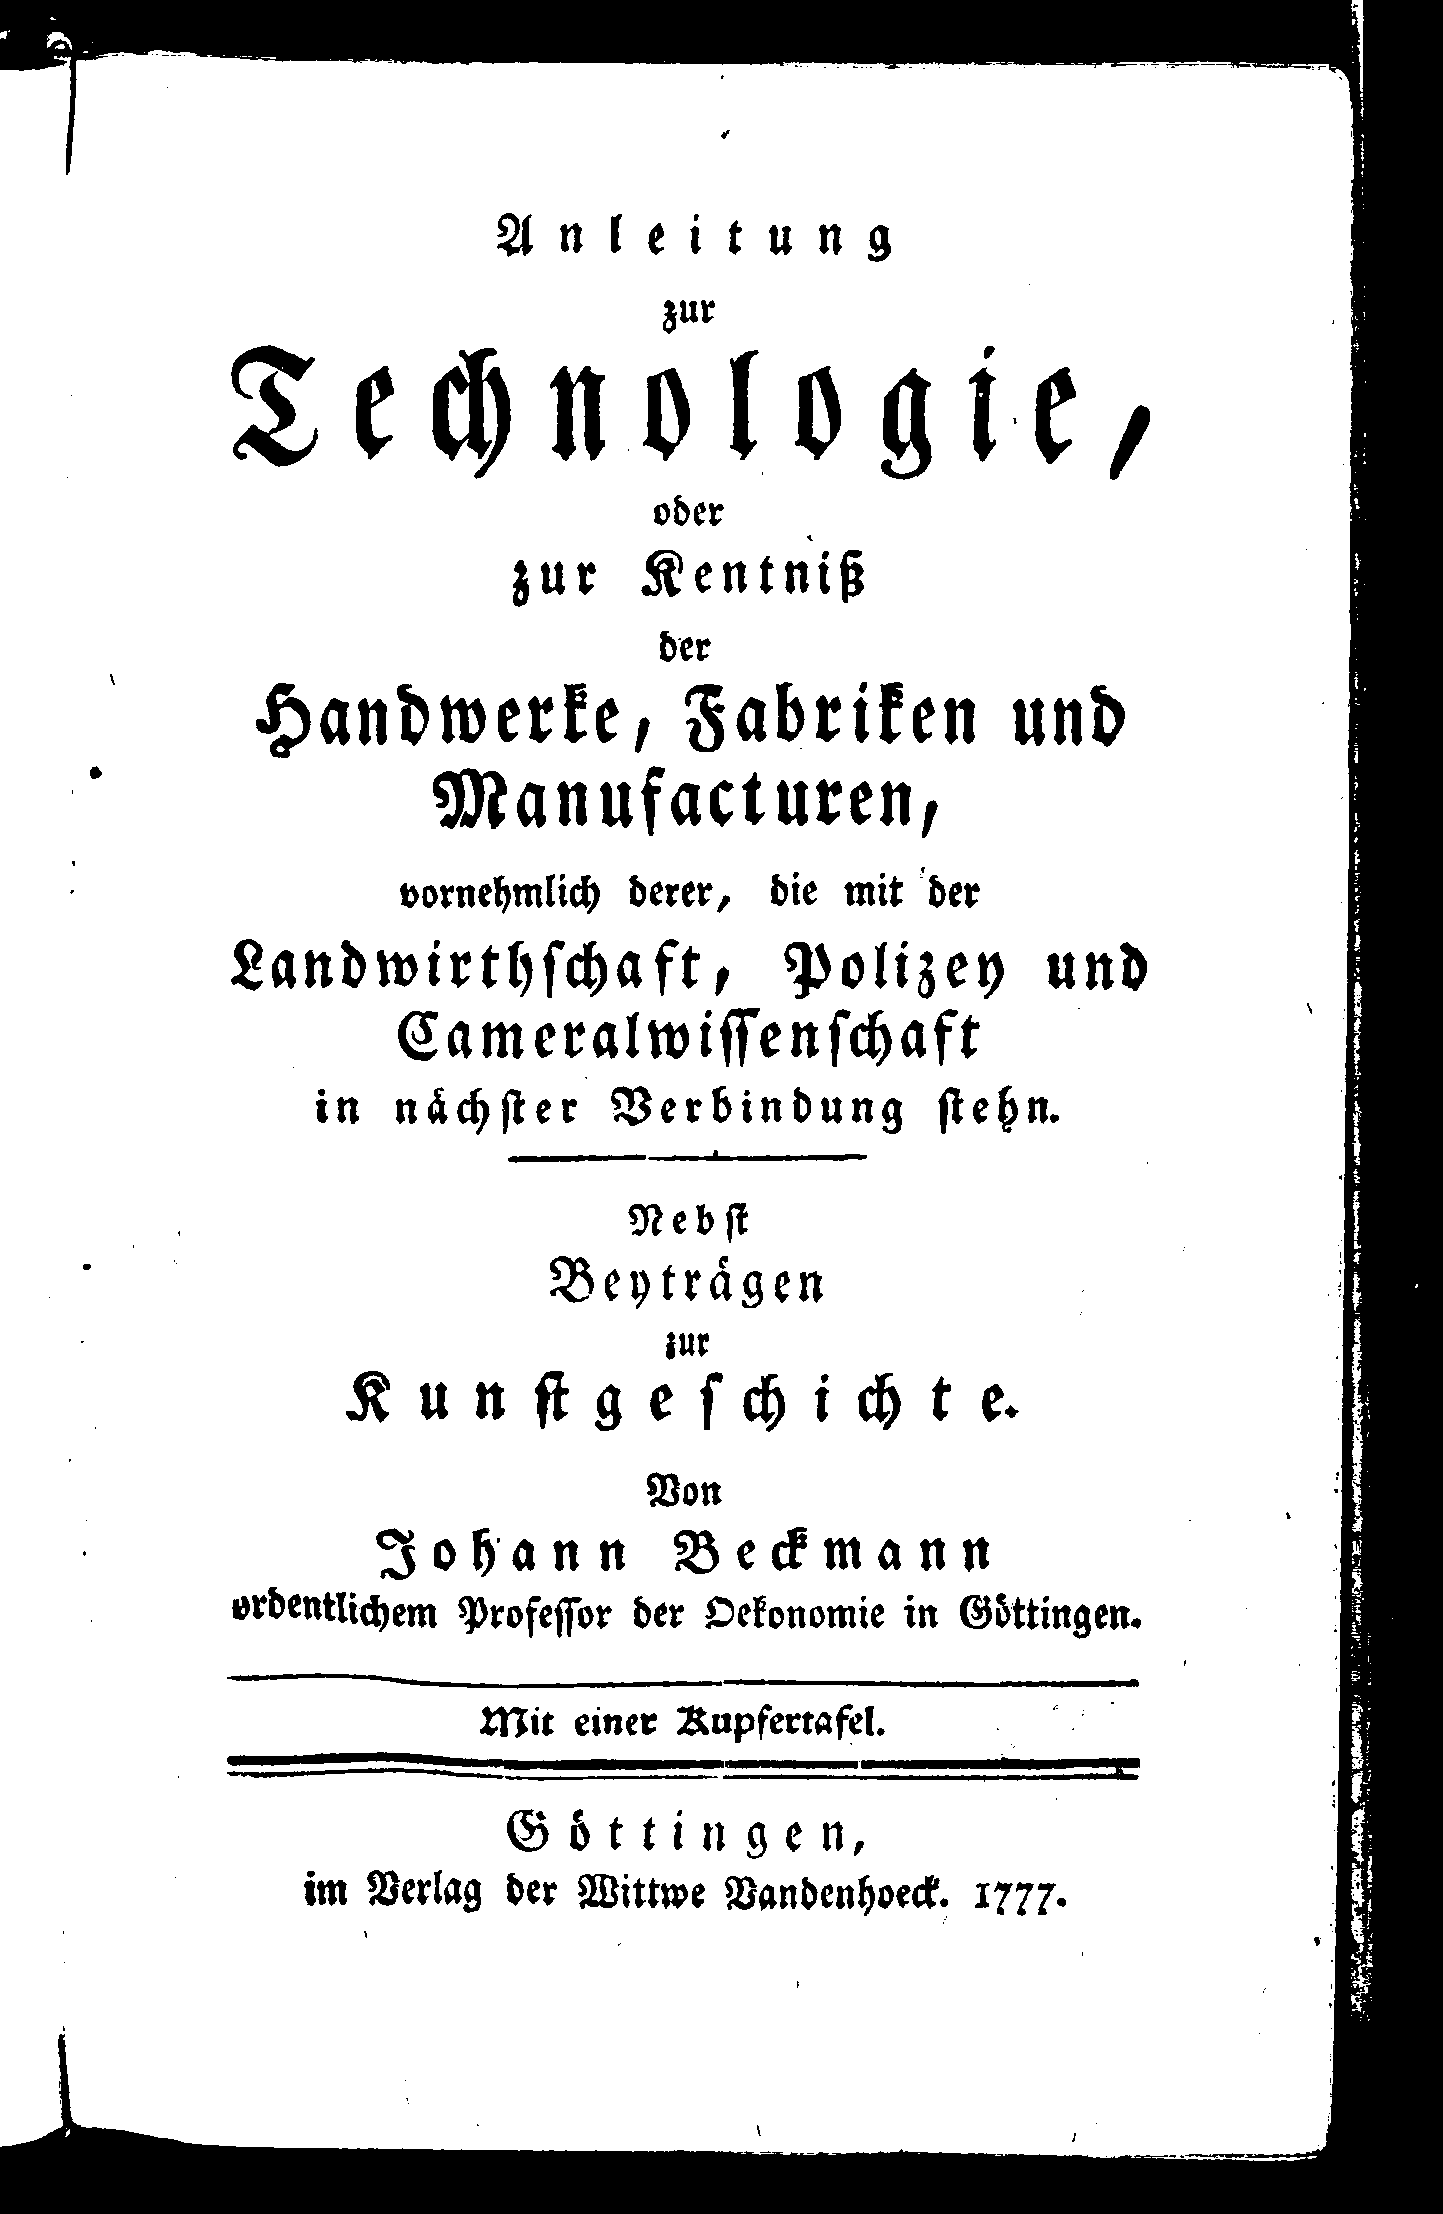 Anleitung
zur
Technologie,
oder
zur Kentniß
der
Handwerke, Fabriken und
Manufacturen,
vornehmlich derer, die mit der
Landwirthſchaft, Polizey und
Cameralwiſſenſchaft
in nächſter Verbindung ſtehn.
Nebſt
Beyträgen
zur
Kunſtgeſchichte.
Von
Johann Beckmann
ordentlichem Profeſſor der Oekonomie in Göttingen.
Mit einer Kupfertafel.
Göttingen,
im Verlag der Wittwe Vandenhoeck. 1777.